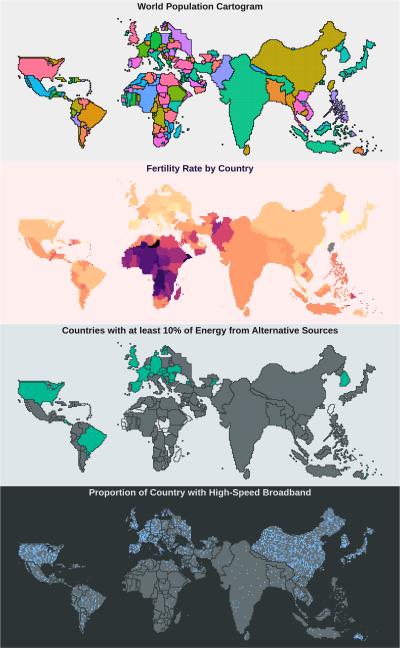 World Population Cartogram
Fertility Rate by Country
Countries with at least 10% of Energy from Alternative Sources
Proportion of Country with High-Speed Broadband